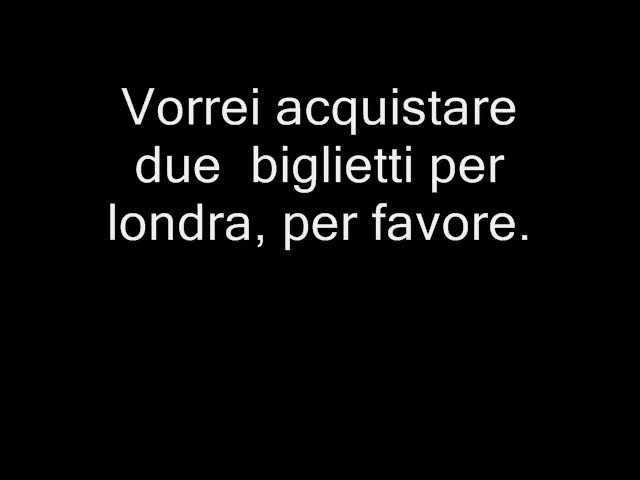 Vorrei acquistare
due  biglietti per
londra, per favore.